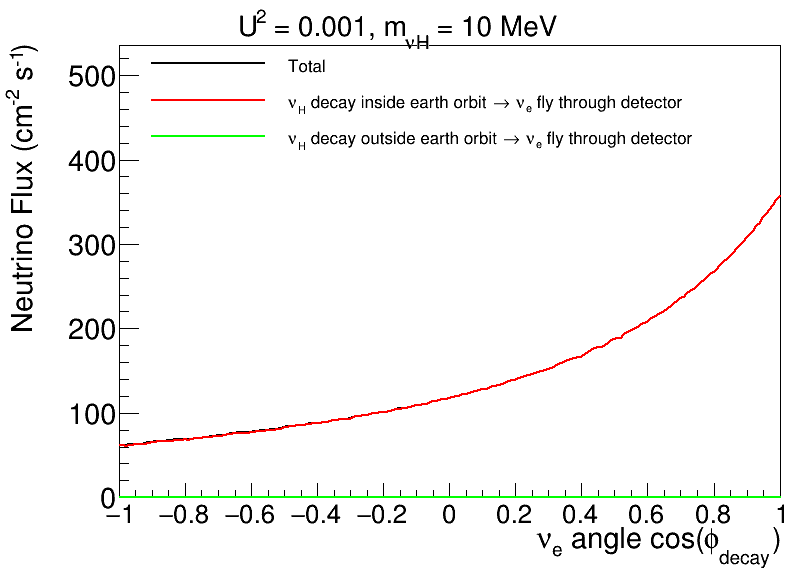 U² = 0.001, m_νH = 10 MeV
Total
ν_H decay inside earth orbit → ν_e fly through detector
ν_H decay outside earth orbit → ν_e fly through detector
Neutrino Flux (cm⁻² s⁻¹)
500
400
300
200
100
0
−1 −0.8 −0.6 −0.4 −0.2 0 0.2 0.4 0.6 0.8 1
ν_e angle cos(ϕ_decay)